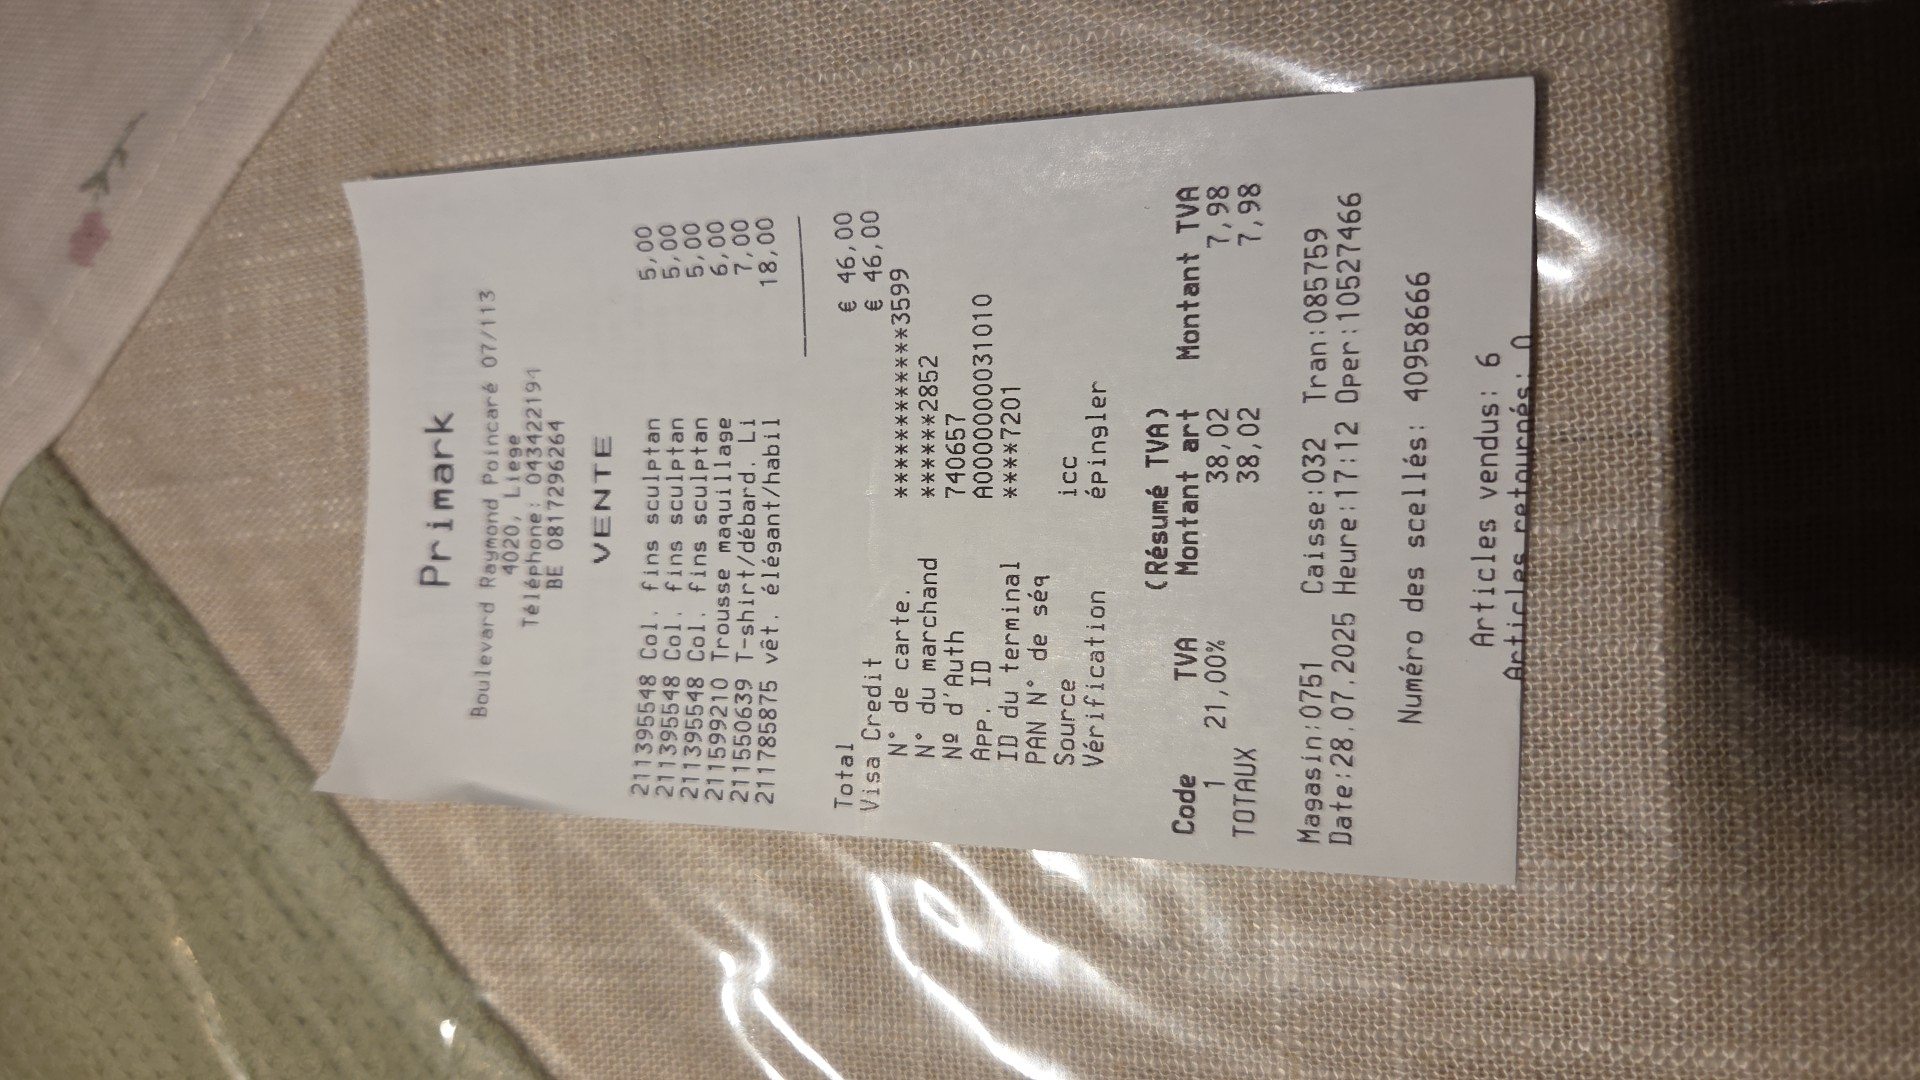 Primark
Boulevard Raymond Poincaré 07/113
4020, Liege
Téléphone: 043422194
BE 0817296264
VENTE
211395548 Col. fins sculptan 5,00
211395548 Col. fins sculptan 5,00
211395548 Col. fins sculptan 5,00
211599210 Trousse maquillage 6,00
211550639 T-shirt/débard. Li 7,00
211785875 vêt. élégant/habil 18,00
Total € 46,00
Visa Credit € 46,00
N° de carte. ***************3599
N° du marchand ******2852
Nº d'Auth 740657
App. ID A0000000031010
ID du terminal ****7201
PAN N° de séq
Source icc
Vérification épingler
(Résumé TVA)
Code TVA Montant art Montant TVA
1 21,00% 38,02 7,98
TOTAUX 38,02 7,98
Magasin:0751 Caisse:032 Tran:085759
Date:28.07.2025 Heure:17:12 Oper:10527466
Numéro des scellés: 40958666
Articles vendus: 6
Articles retournés: 0